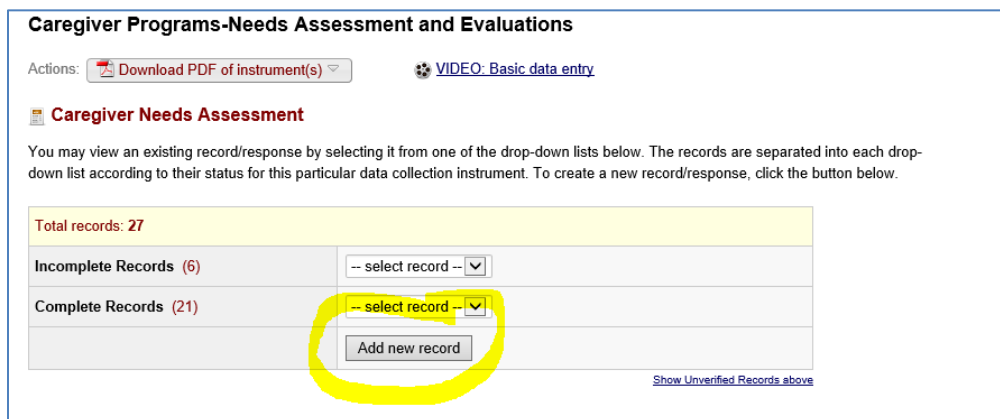 Caregiver Programs-Needs Assessment and Evaluations
Actions: Download PDF of instrument(s) VIDEO: Basic data entry
Caregiver Needs Assessment
You may view an existing record/response by selecting it from one of the drop-down lists below. The records are separated into each drop-
down list according to their status for this particular data collection instrument. To create a new record/response, click the button below.
Total records: 27
Incomplete Records (6) -- select record --
Complete Records (21) -- select record --
Add new record
Show Unverified Records above